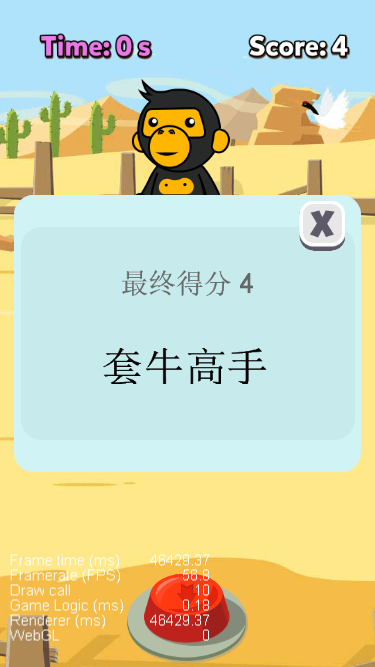 Time: 0 s
Score: 4
X
最终得分 4
套牛高手
Frame time (ms) 46429.37
Framerate (FPS) 56.8
Draw call 10
Game Logic (ms) 0.18
Renderer (ms) 46429.37
WebGL 0